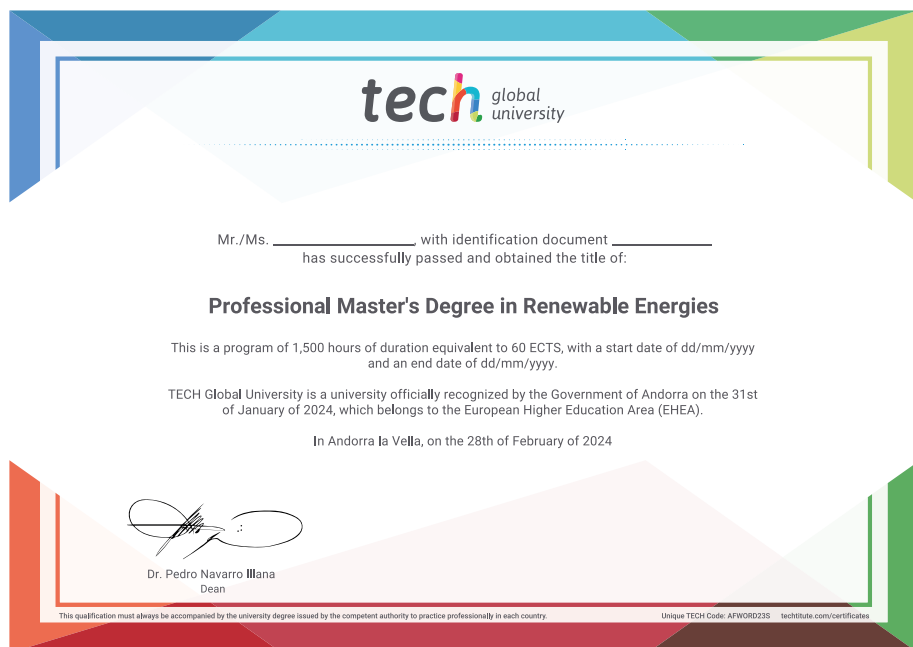 tech global university
Mr./Ms. ____________, with identification document ____________
has successfully passed and obtained the title of:
Professional Master's Degree in Renewable Energies
This is a program of 1,500 hours of duration equivalent to 60 ECTS, with a start date of dd/mm/yyyy
and an end date of dd/mm/yyyy.
TECH Global University is a university officially recognized by the Government of Andorra on the 31st
of January of 2024, which belongs to the European Higher Education Area (EHEA).
In Andorra la Vella, on the 28th of February of 2024
Dr. Pedro Navarro Illana
Dean
This qualification must always be accompanied by the university degree issued by the competent authority to practice professionally in each country.
Unique TECH Code: AFWORD23S techtitute.com/certificates